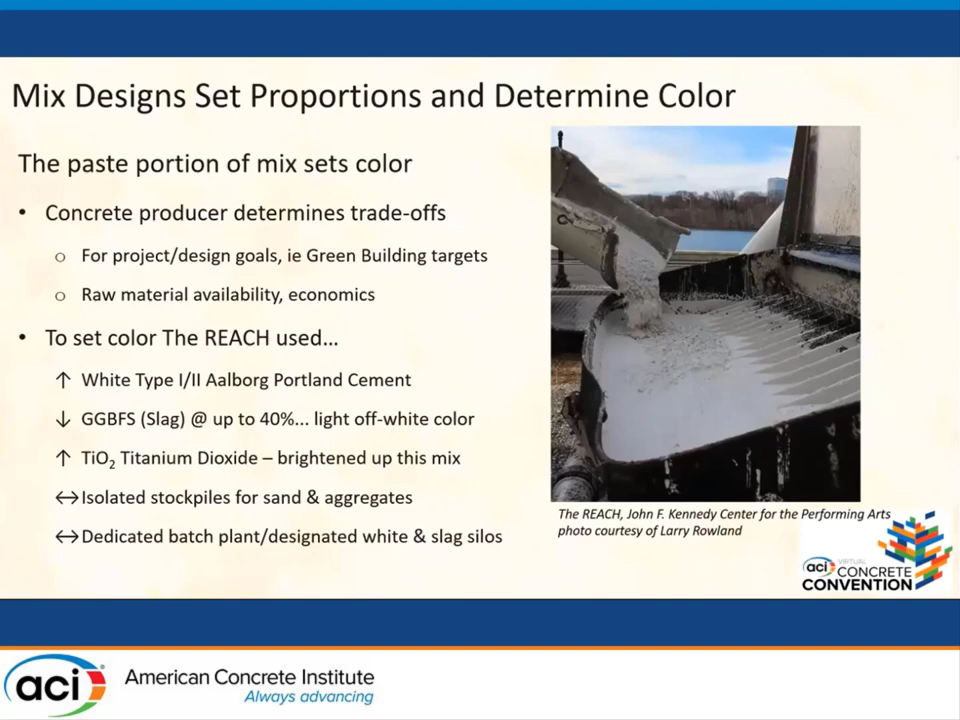 Mix Designs Set Proportions and Determine Color
The paste portion of mix sets color
• Concrete producer determines trade-offs
o For project/design goals, ie Green Building targets
o Raw material availability, economics
• To set color The REACH used…
↑ White Type I/II Aalborg Portland Cement
↓ GGBFS (Slag) @ up to 40%... light off-white color
↑ TiO₂ Titanium Dioxide – brightened up this mix
↔Isolated stockpiles for sand & aggregates
↔Dedicated batch plant/designated white & slag silos
The REACH, John F. Kennedy Center for the Performing Arts
photo courtesy of Larry Rowland
aci VIRTUAL
CONCRETE
CONVENTION
aci®
American Concrete Institute
Always advancing